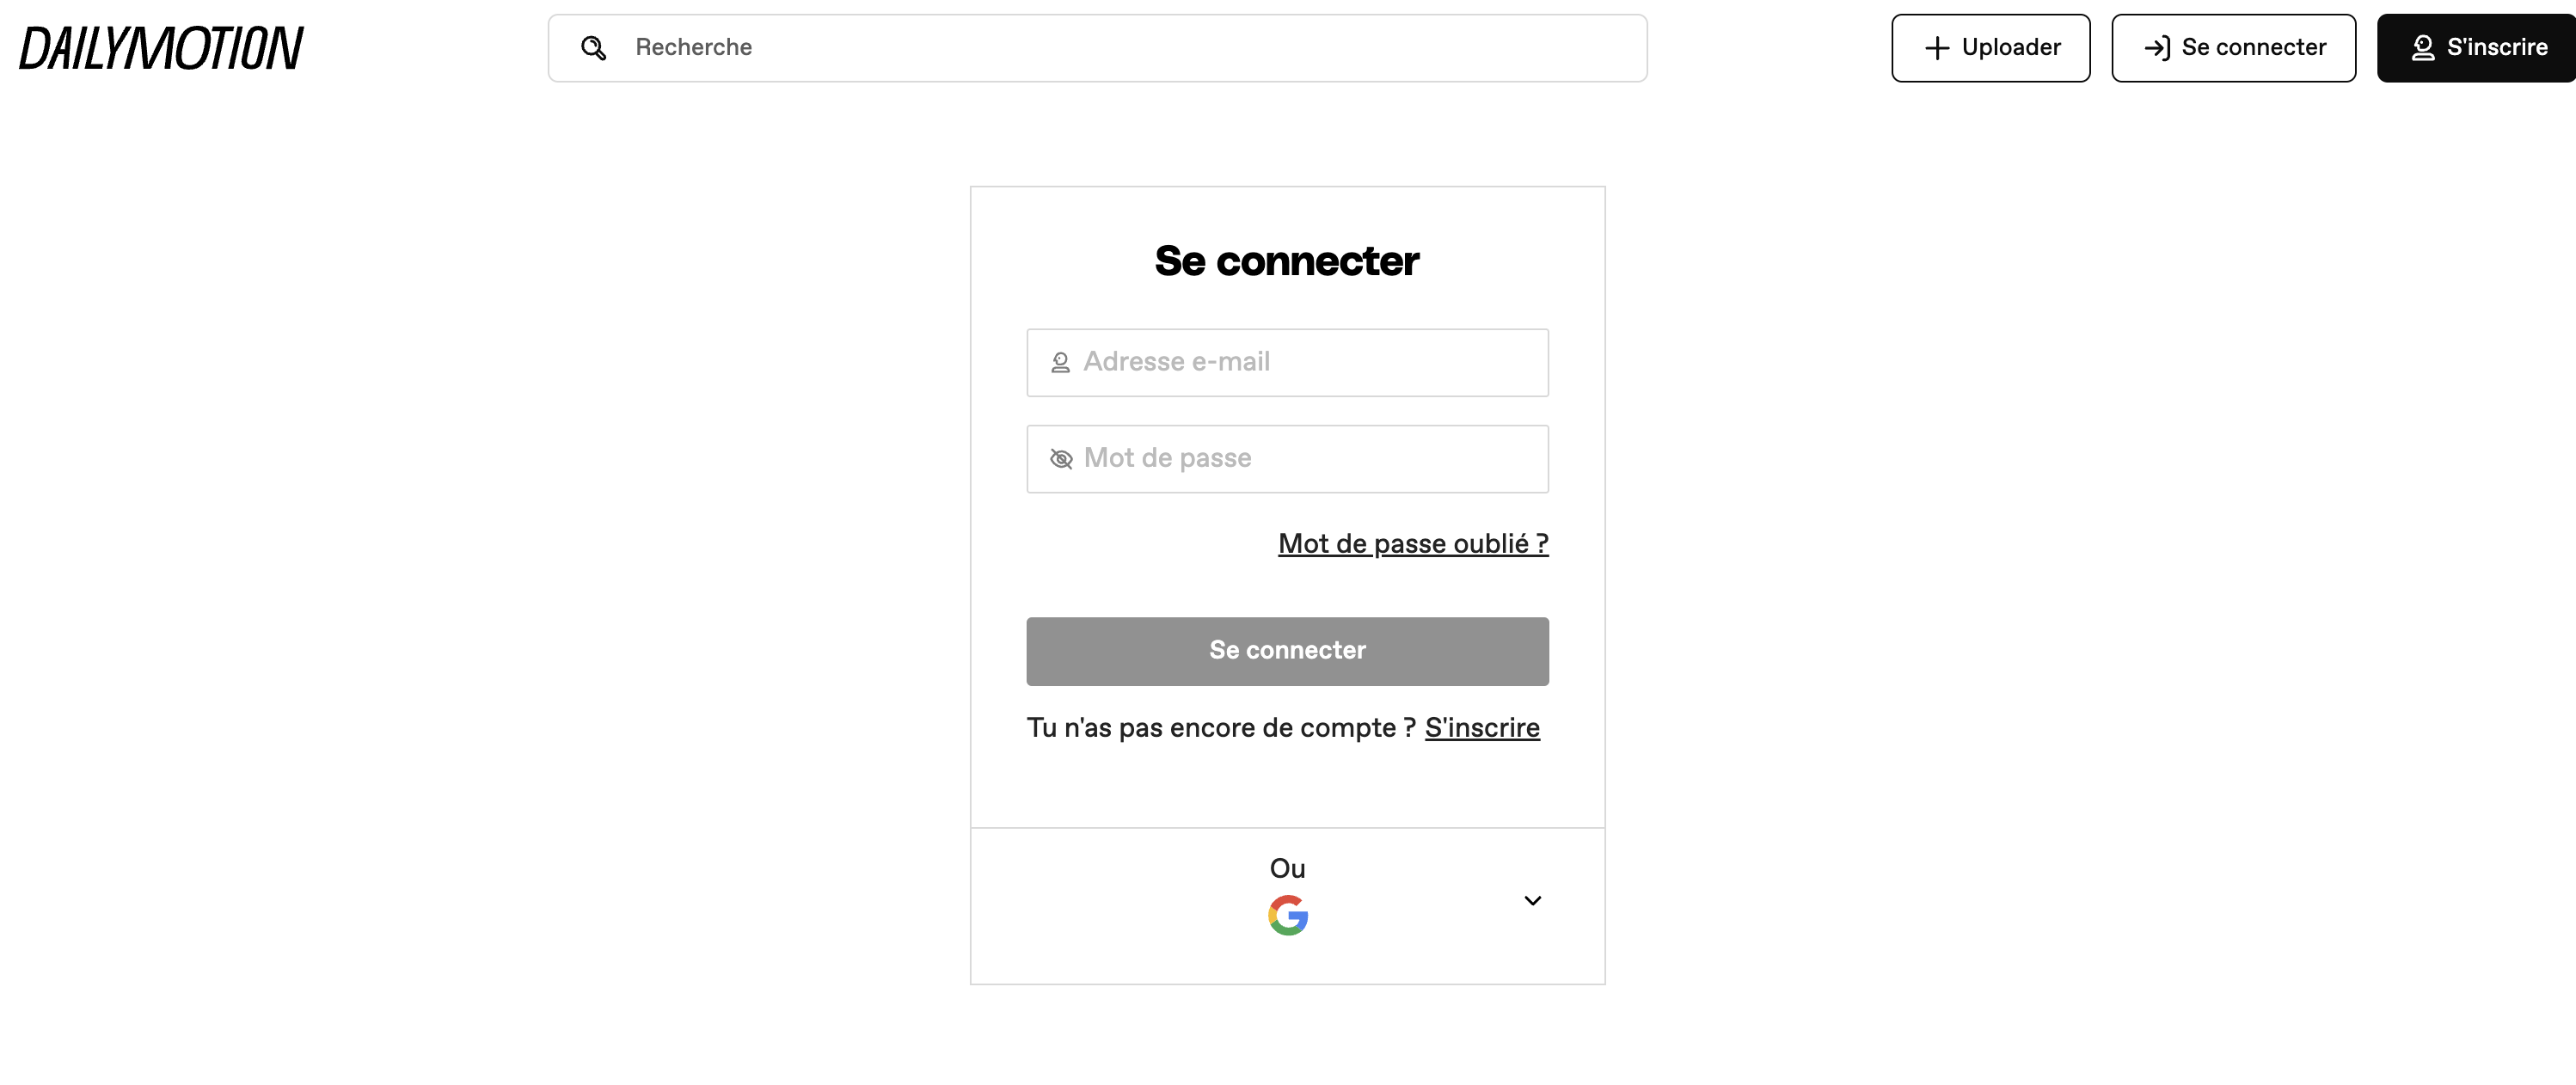 DAILYMOTION
Recherche
Uploader
Se connecter
S'inscrire
Se connecter
Adresse e-mail
Mot de passe
Mot de passe oublié ?
Se connecter
Tu n'as pas encore de compte ? S'inscrire
Ou